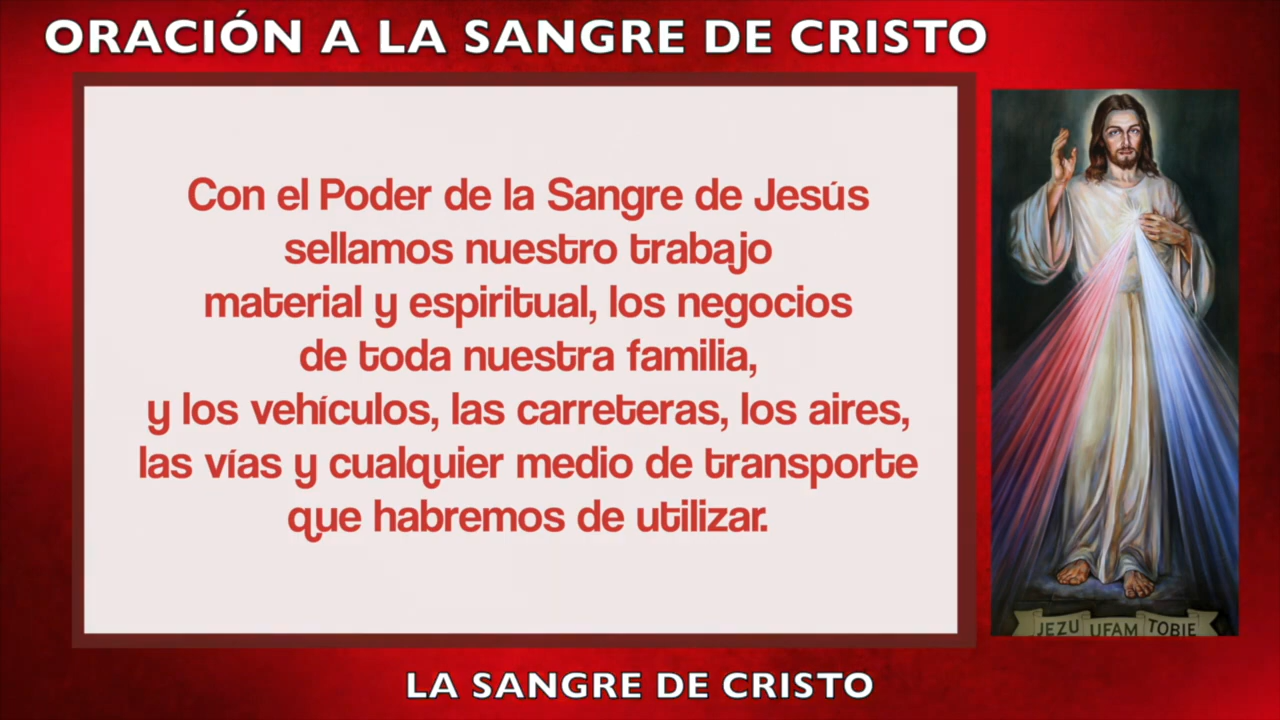 ORACIÓN A LA SANGRE DE CRISTO
Con el Poder de la Sangre de Jesús
sellamos nuestro trabajo
material y espiritual, los negocios
de toda nuestra familia,
y los vehículos, las carreteras, los aires,
las vías y cualquier medio de transporte
que habremos de utilizar.
JEZU UFAM TOBIE
LA SANGRE DE CRISTO